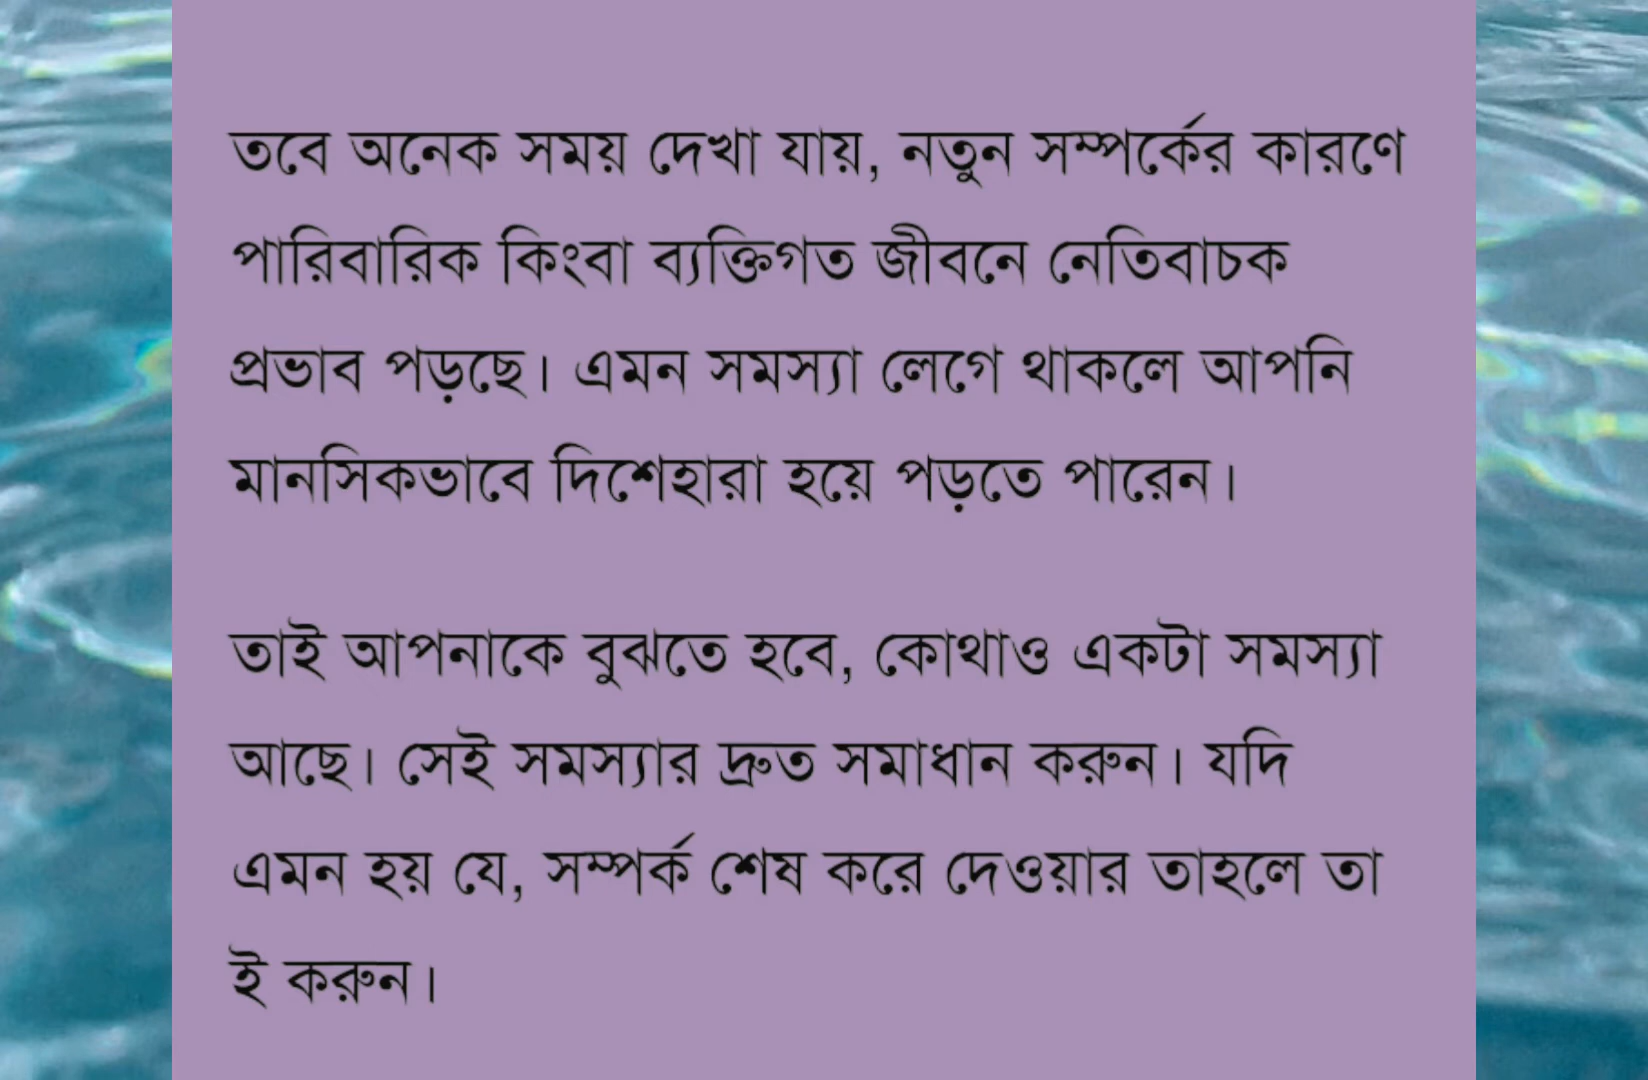 তবে অনেক সময় দেখা যায়, নতুন সম্পর্কের কারণে
পারিবারিক কিংবা ব্যক্তিগত জীবনে নেতিবাচক
প্রভাব পড়ছে। এমন সমস্যা লেগে থাকলে আপনি
মানসিকভাবে দিশেহারা হয়ে পড়তে পারেন।
তাই আপনাকে বুঝতে হবে, কোথাও একটা সমস্যা
আছে। সেই সমস্যার দ্রুত সমাধান করুন। যদি
এমন হয় যে, সম্পর্ক শেষ করে দেওয়ার তাহলে তা
ই করুন।